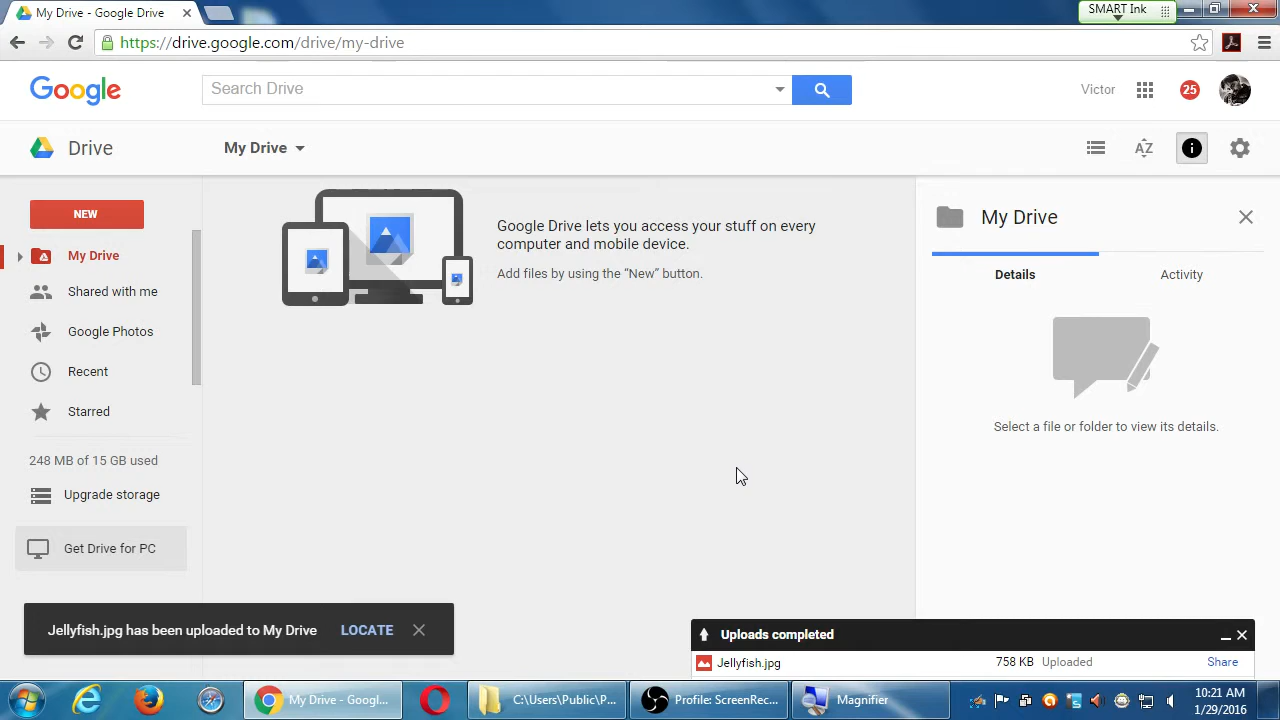 My Drive - Google Drive
SMART Ink
https://drive.google.com/drive/my-drive
Google
Search Drive
Victor
25
Drive
My Drive
AZ
NEW
My Drive
Shared with me
Google Photos
Recent
Starred
248 MB of 15 GB used
Upgrade storage
Get Drive for PC
Google Drive lets you access your stuff on every
computer and mobile device.
Add files by using the “New” button.
My Drive
Details
Activity
Select a file or folder to view its details.
Jellyfish.jpg has been uploaded to My Drive
LOCATE
Uploads completed
Jellyfish.jpg
758 KB
Uploaded
Share
My Drive - Googl...
C:\Users\Public\P...
Profile: ScreenRec...
Magnifier
10:21 AM
1/29/2016